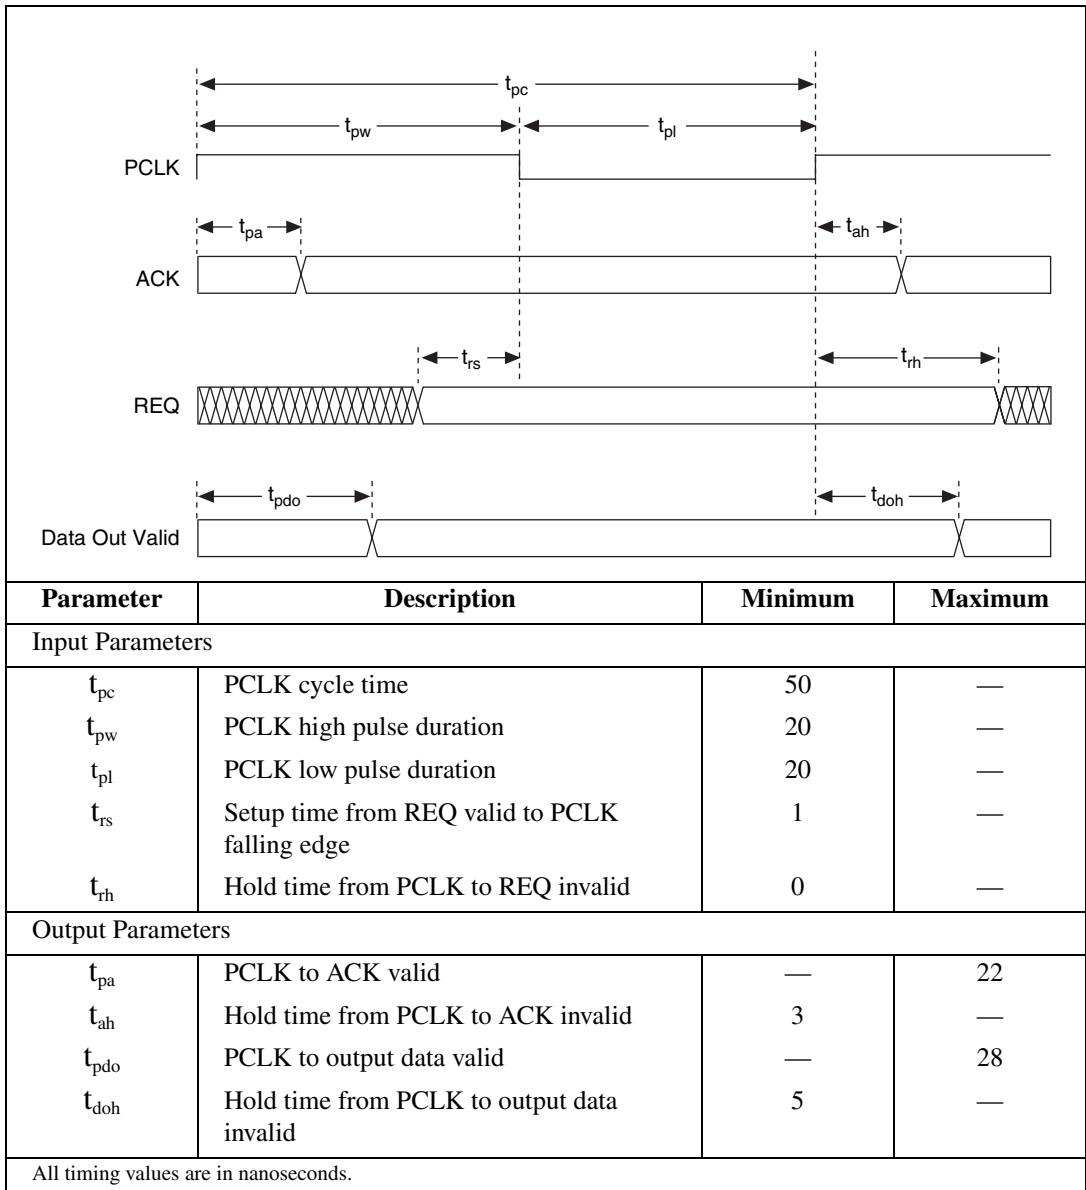 tpc
tpw tpl
PCLK
tpa tah
ACK
trs trh
REQ
tpdo tdoh
Data Out Valid
Parameter Description Minimum Maximum
Input Parameters
tpc PCLK cycle time 50 —
tpw PCLK high pulse duration 20 —
tpl PCLK low pulse duration 20 —
trs Setup time from REQ valid to PCLK 1 —
falling edge
trh Hold time from PCLK to REQ invalid 0 —
Output Parameters
tpa PCLK to ACK valid — 22
tah Hold time from PCLK to ACK invalid 3 —
tpdo PCLK to output data valid — 28
tdoh Hold time from PCLK to output data 5 —
invalid
All timing values are in nanoseconds.